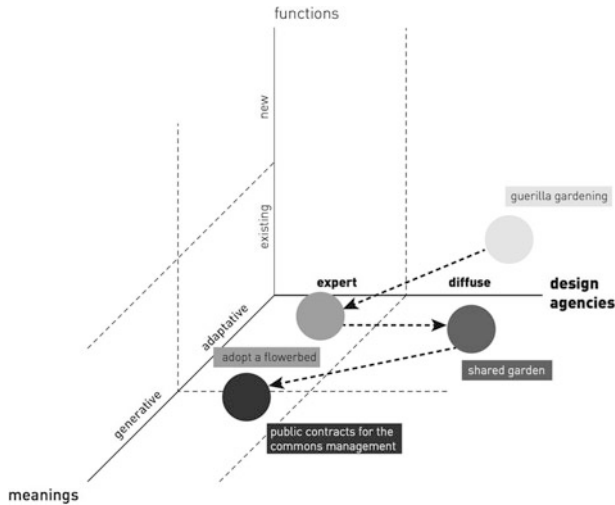 functions
new
existing
guerilla gardening
expert
diffuse
design
agencies
adaptative
adopt a flowerbed
shared garden
generative
public contracts for the
commons management
meanings